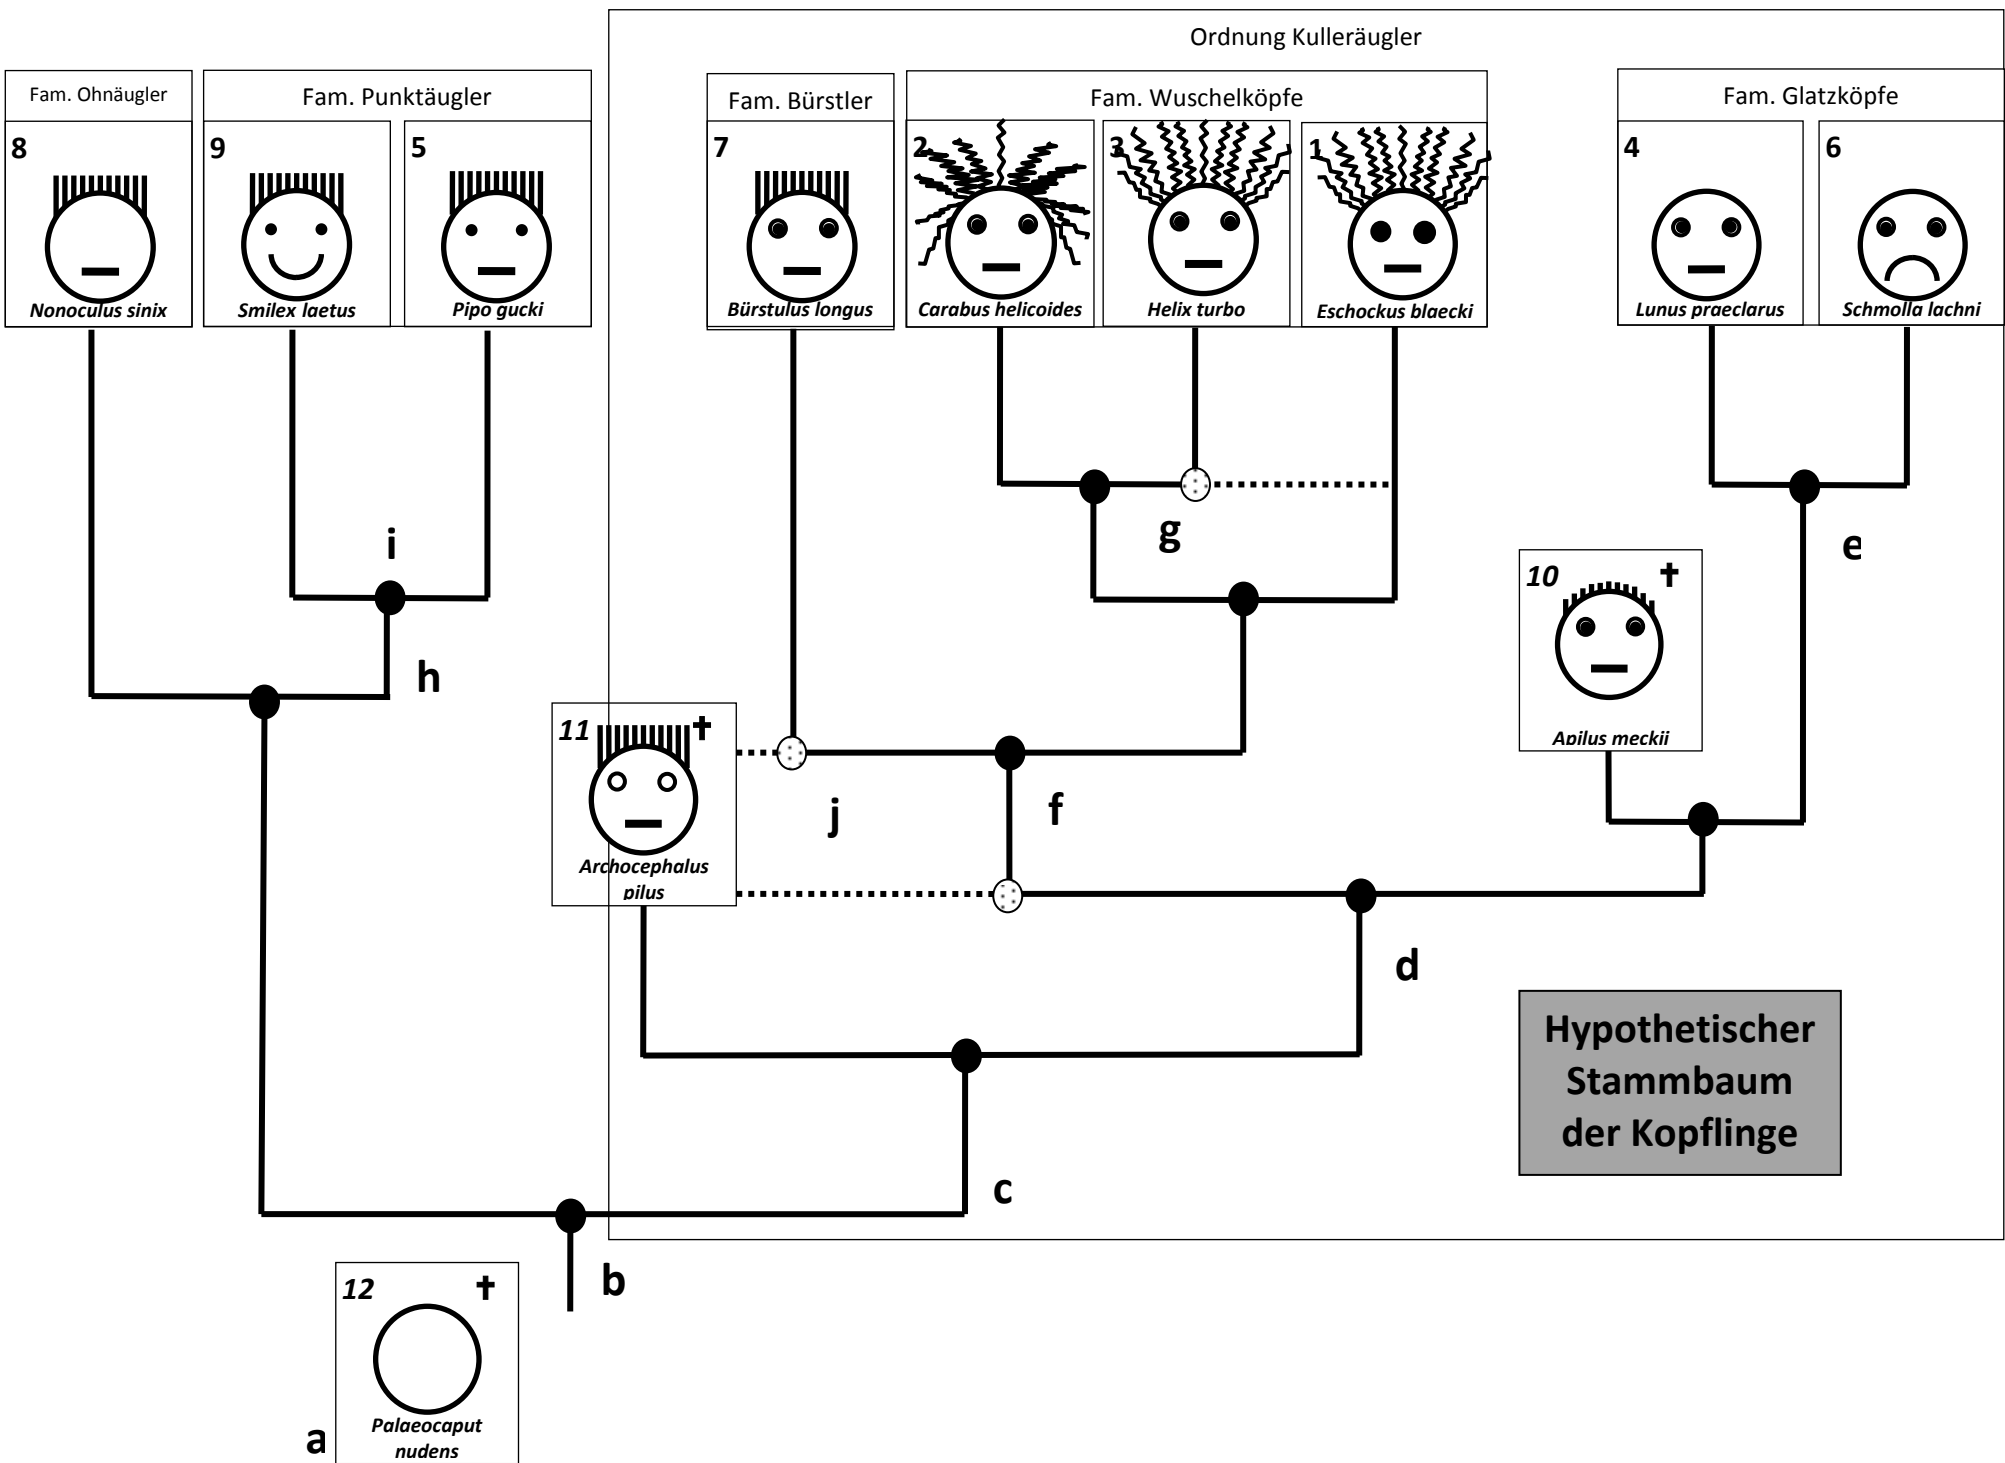 Ordnung Kulleräugler
Fam. Ohnäugler
Fam. Punktäugler
Fam. Bürstler
Fam. Wuschelköpfe
Fam. Glatzköpfe
8
Nonoculus sinix
9
Smilex laetus
5
Pipo gucki
7
Bürstulus longus
2
Carabus helicoides
3
Helix turbo
1
Eschockus blaecki
4
Lunus praeclarus
6
Schmolla lachni
g
i
e
10 ✝
Apilus meckii
h
11 ✝
Archocephalus
pilus
j
f
d
Hypothetischer
Stammbaum
der Kopflinge
c
b
12 ✝
Palaeocaput
nudens
a